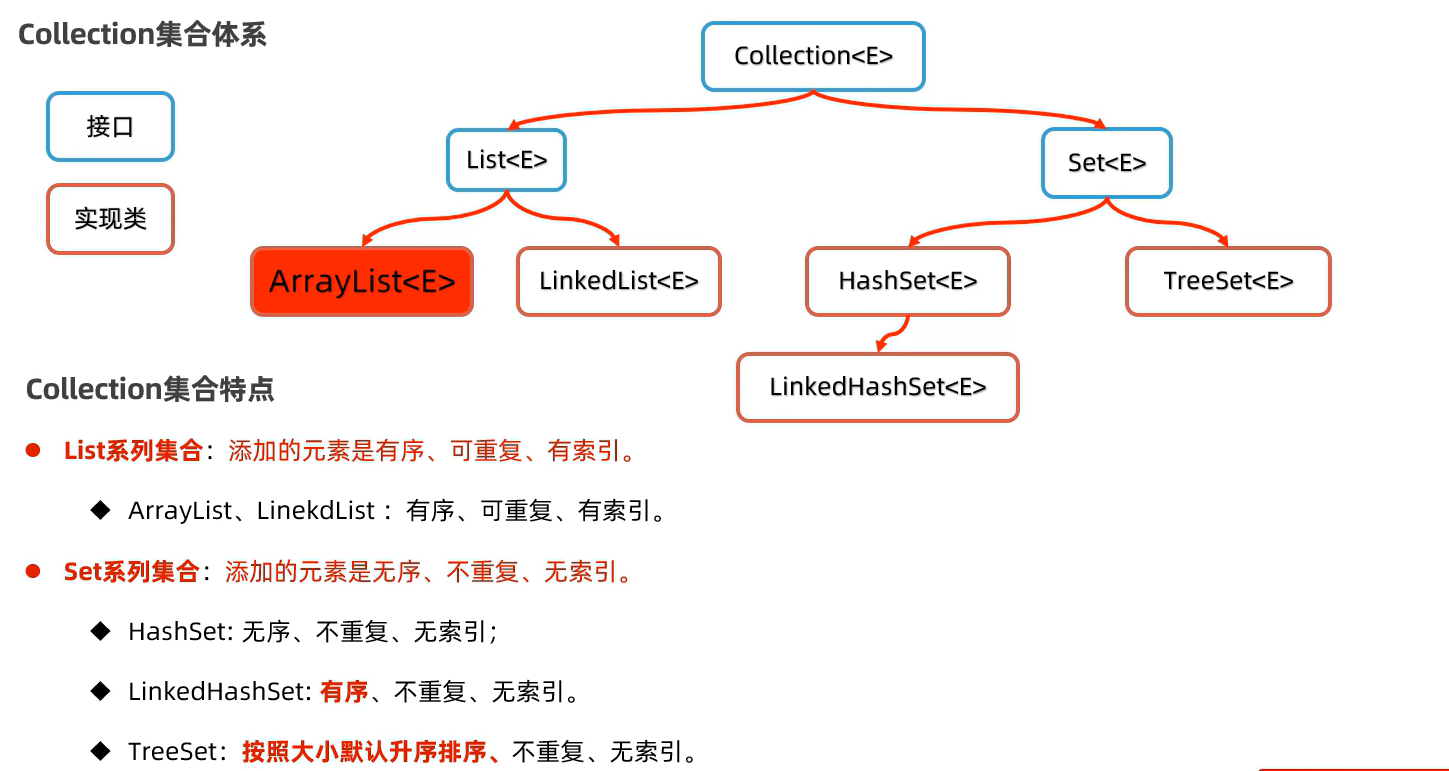 Collection集合体系
Collection<E>
接口
List<E>
Set<E>
实现类
ArrayList<E>
LinkedList<E>
HashSet<E>
TreeSet<E>
LinkedHashSet<E>
Collection集合特点
List系列集合：添加的元素是有序、可重复、有索引。
ArrayList、LinekdList ：有序、可重复、有索引。
Set系列集合：添加的元素是无序、不重复、无索引。
HashSet: 无序、不重复、无索引；
LinkedHashSet: 有序、不重复、无索引。
TreeSet：按照大小默认升序排序、不重复、无索引。